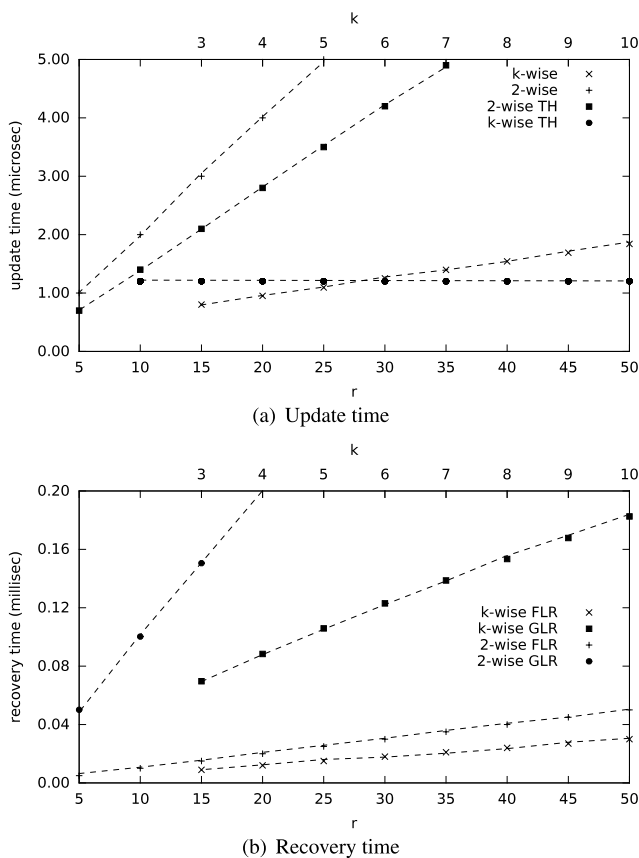 k
3 4 5 6 7 8 9 10
5.00
4.00
3.00
2.00
1.00
0.00
update time (microsec)
k-wise
2-wise
2-wise TH
k-wise TH
5 10 15 20 25 30 35 40 45 50
r
(a) Update time
k
3 4 5 6 7 8 9 10
0.20
0.16
0.12
0.08
0.04
0.00
recovery time (millisec)
k-wise FLR
k-wise GLR
2-wise FLR
2-wise GLR
5 10 15 20 25 30 35 40 45 50
r
(b) Recovery time